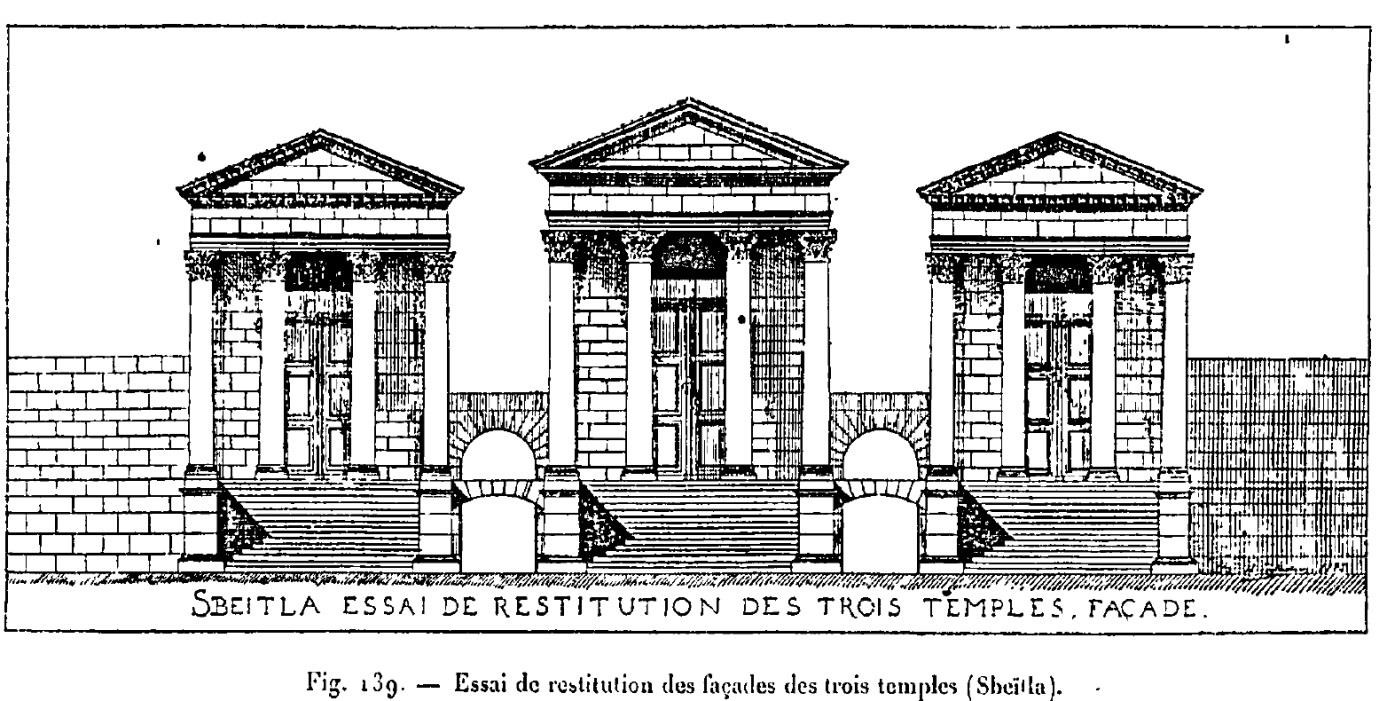 SBEITLA ESSAI DE RESTITUTION DES TROIS TEMPLES, FAÇADE.
Fig. 139. — Essai de restitution des façades des trois temples (Sbeïtla).